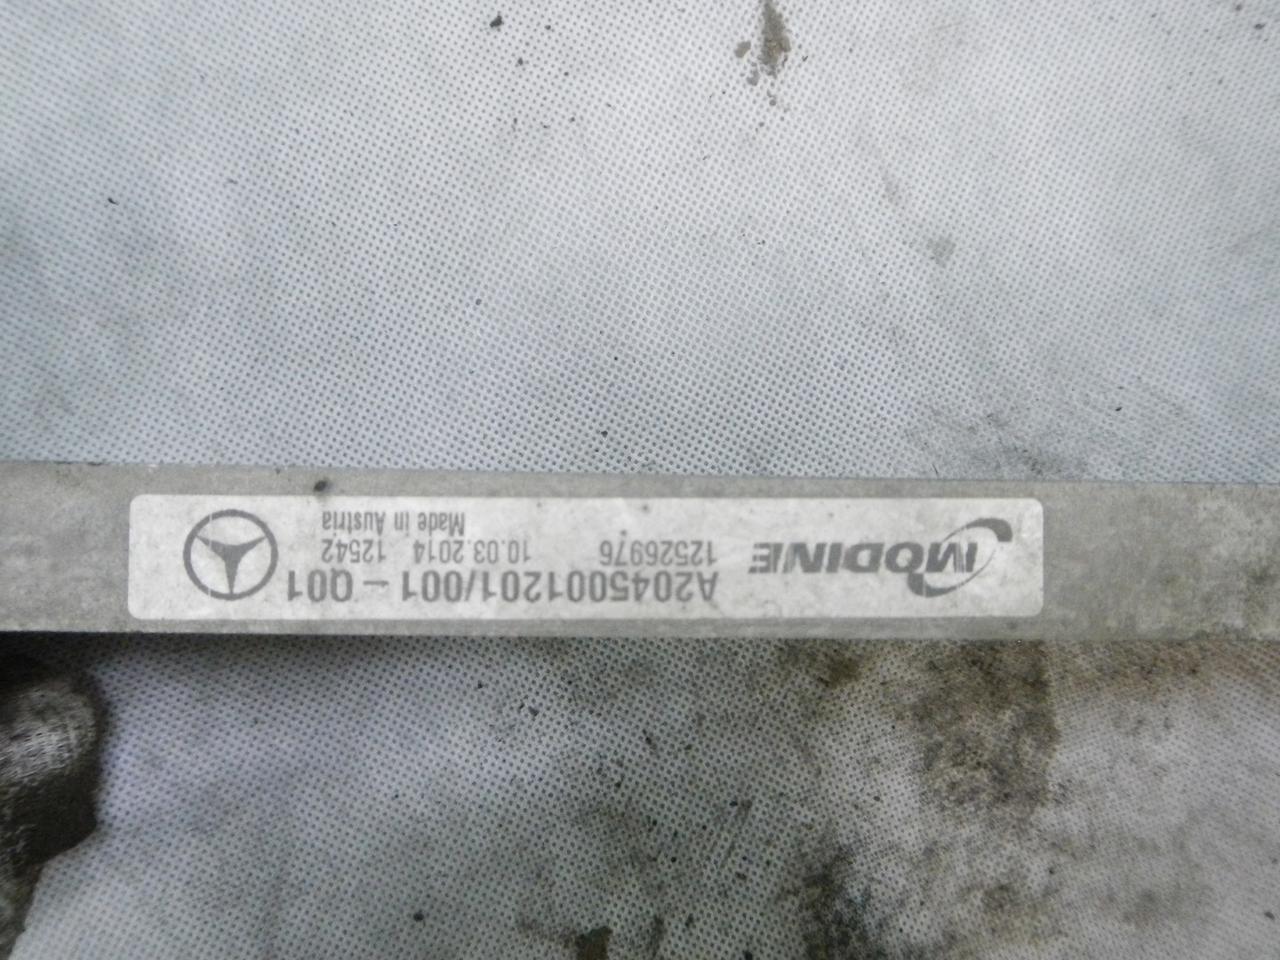 MODINE
A2045001201/001 – Q01
12526976 10.03.2014 12542
Made in Austria